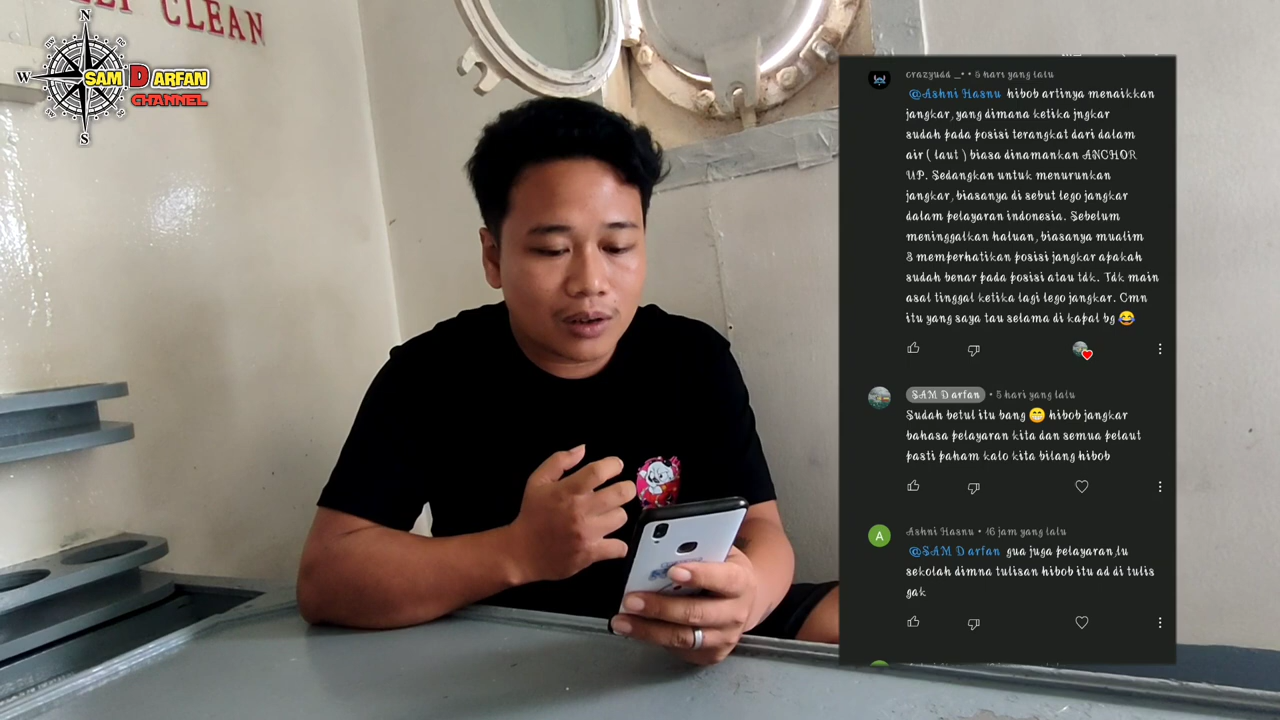 CLEAN
N
W
S
SAM D ARFAN
CHANNEL
crazyudd _• • 5 hari yang lalu
@Ashni Hasnu hibob artinya menaikkan
jangkar,yang dimana ketika jngkar
sudah pada posisi terangkat dari dalam
air ( laut ) biasa dinamankan ANCHOR
UP. Sedangkan untuk menurunkan
jangkar, biasanya di sebut lego jangkar
dalam pelayaran indonesia. Sebelum
meninggalkan haluan, biasanya mualim
3 memperhatikan posisi jangkar apakah
sudah benar pada posisi atau tdk. Tdk main
asal tinggal ketika lagi lego jangkar. Cmn
itu yang saya tau selama di kapal bg 😂
SAM D arfan • 5 hari yang lalu
Sudah betul itu bang 😁 hibob jangkar
bahasa pelayaran kita dan semua pelaut
pasti paham kalo kita bilang hibob
A
Ashni Hasnu • 16 jam yang lalu
@SAM D arfan gua juga pelayaran,lu
sekolah dimna tulisan hibob itu ad di tulis
gak